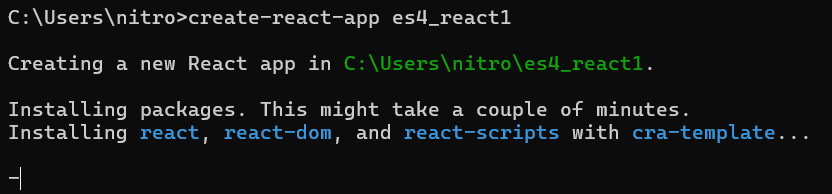 C:\Users\nitro>create-react-app es4_react1
Creating a new React app in C:\Users\nitro\es4_react1.
Installing packages. This might take a couple of minutes.
Installing react, react-dom, and react-scripts with cra-template...
-